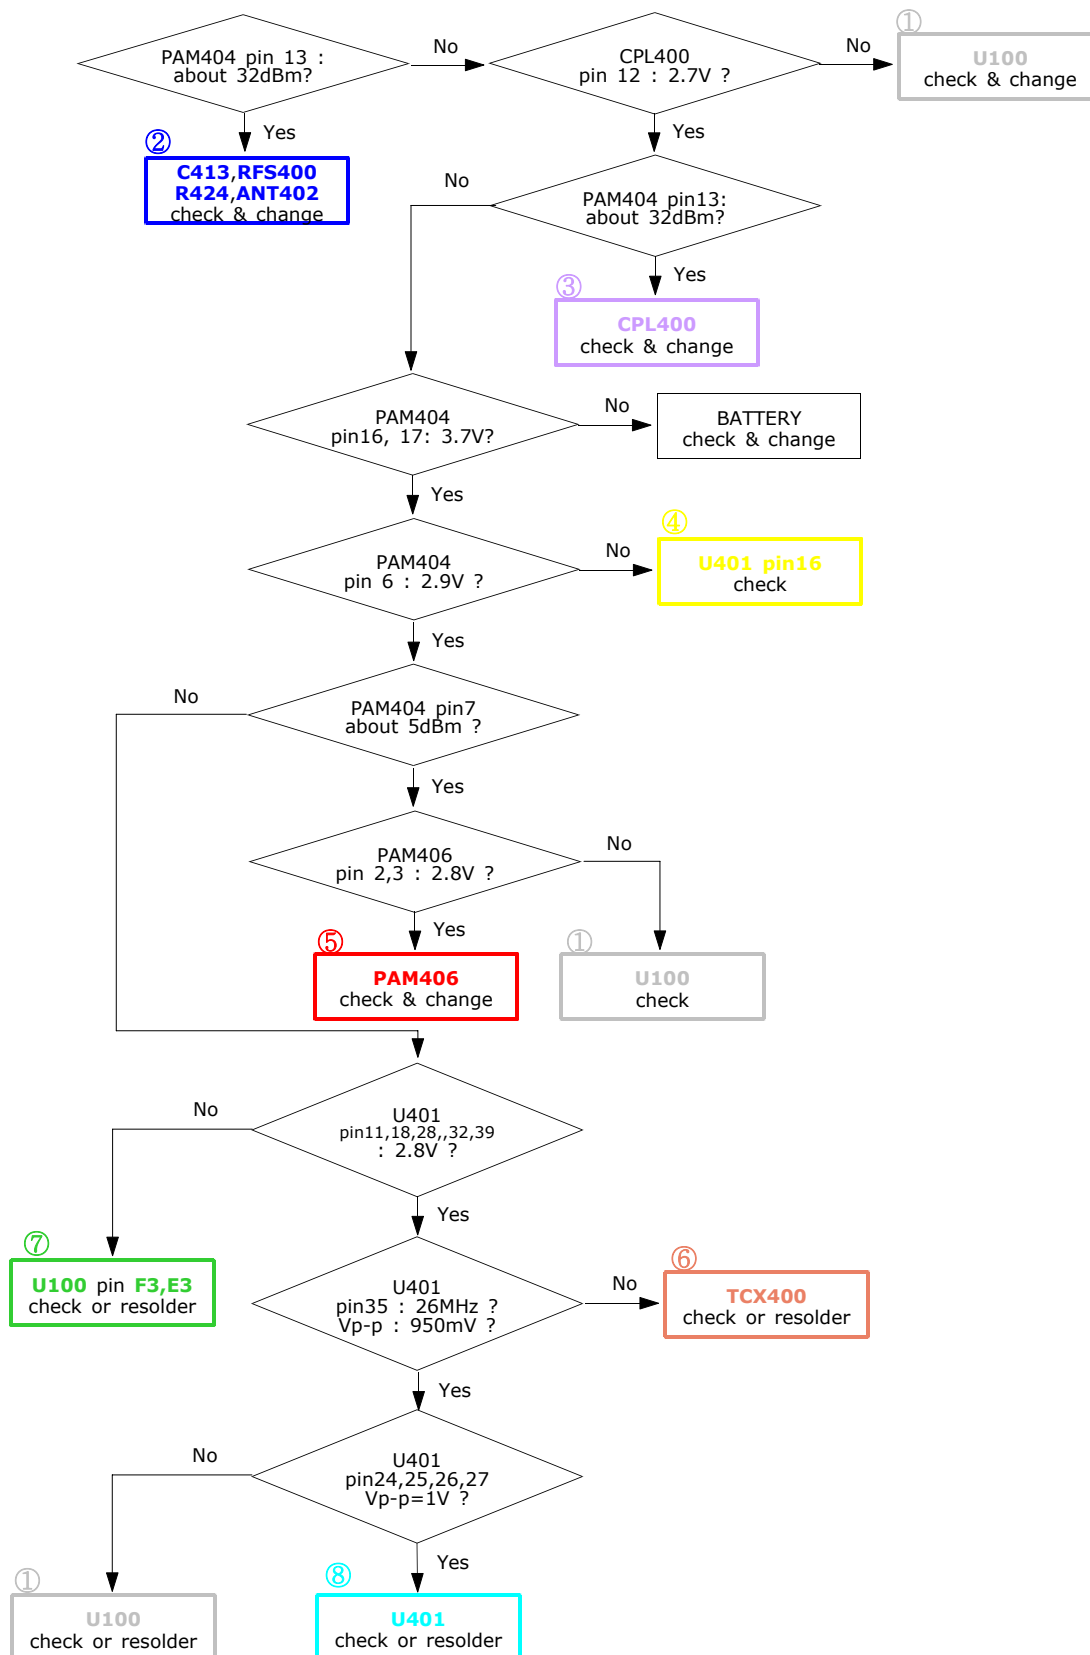 PAM404 pin 13 :
about 32dBm?
No
CPL400
pin 12 : 2.7V ?
No
①
U100
check & change
Yes
②
C413,RFS400
R424,ANT402
check & change
Yes
No
PAM404 pin13:
about 32dBm?
Yes
③
CPL400
check & change
PAM404
pin16, 17: 3.7V?
No
BATTERY
check & change
Yes
PAM404
pin 6 : 2.9V ?
No
④
U401 pin16
check
Yes
No
PAM404 pin7
about 5dBm ?
Yes
PAM406
pin 2,3 : 2.8V ?
No
Yes
⑤
PAM406
check & change
①
U100
check
No
U401
pin11,18,28,,32,39
: 2.8V ?
Yes
⑦
U100 pin F3,E3
check or resolder
U401
pin35 : 26MHz ?
Vp-p : 950mV ?
No
⑥
TCX400
check or resolder
Yes
No
U401
pin24,25,26,27
Vp-p=1V ?
Yes
①
U100
check or resolder
⑧
U401
check or resolder